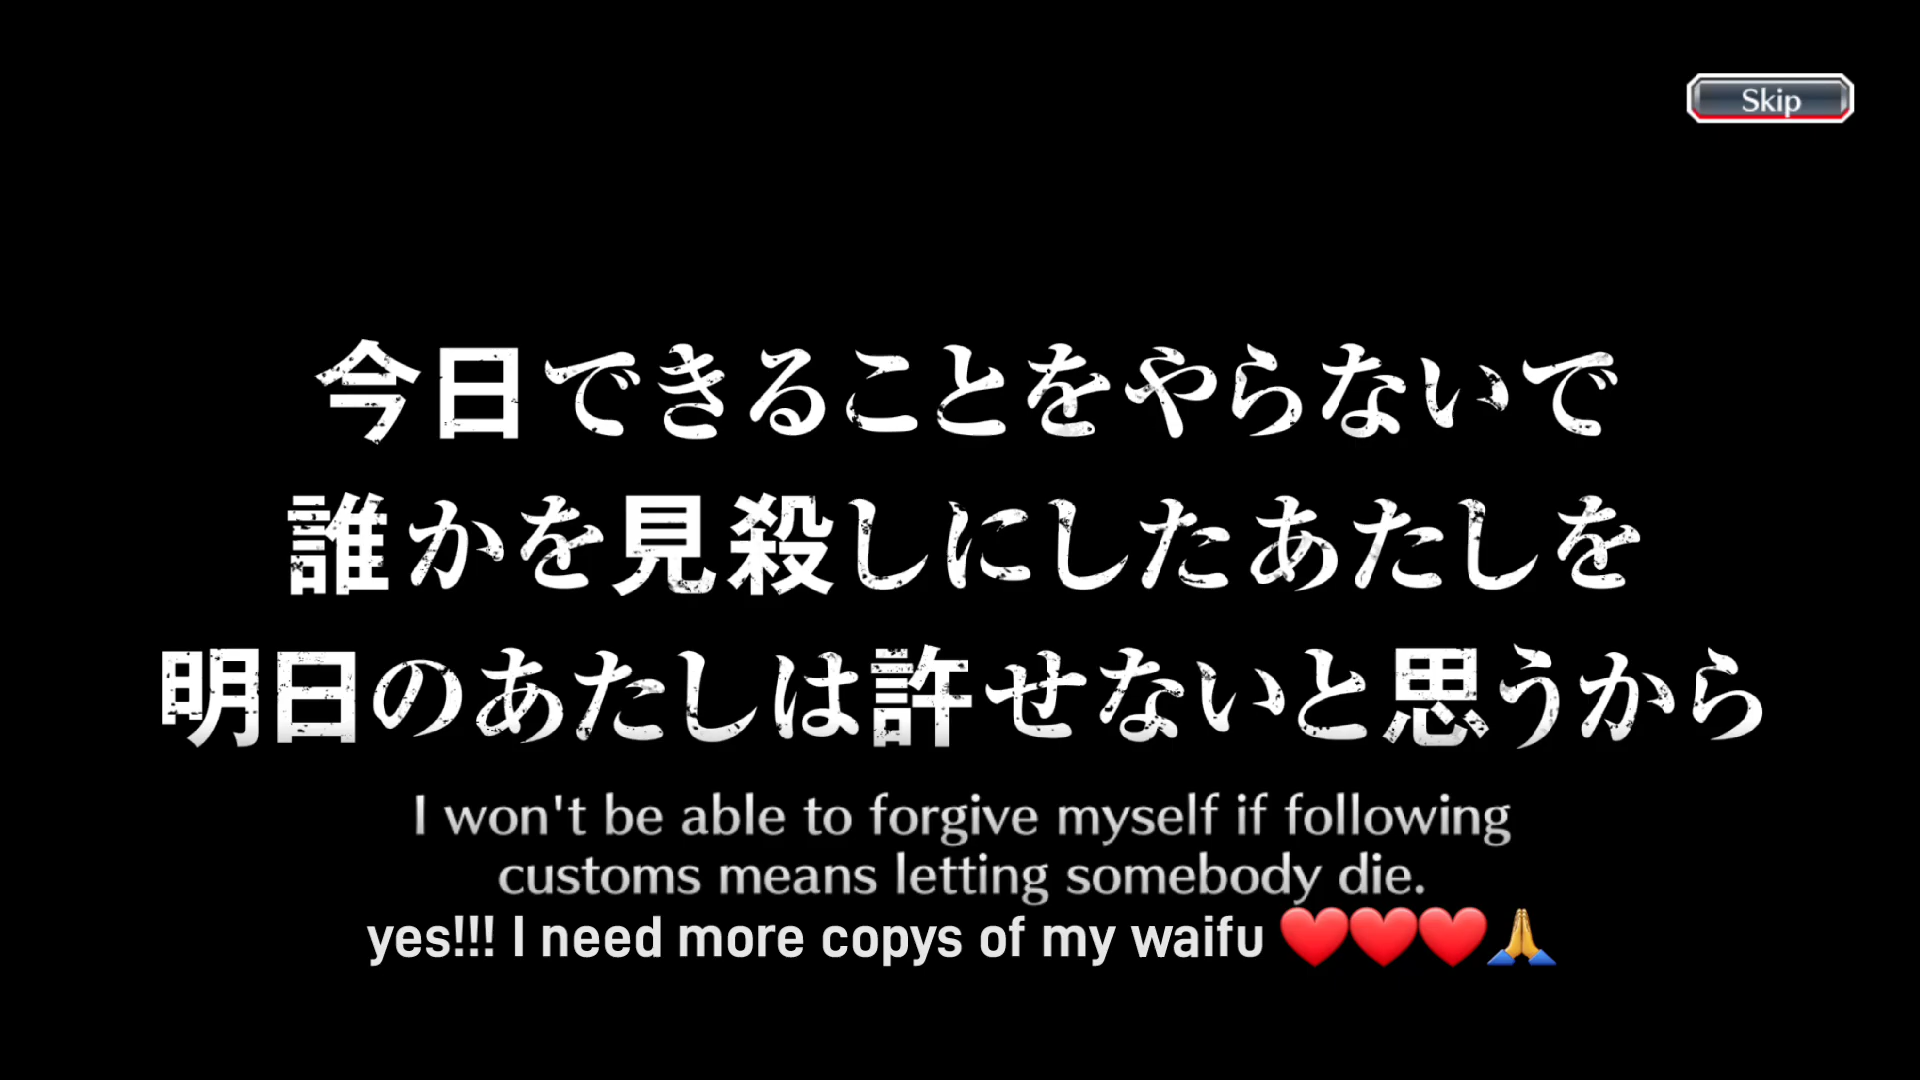 Skip
今日できることをやらないで
誰かを見殺しにしたあたしを
明日のあたしは許せないと思うから
I won't be able to forgive myself if following
customs means letting somebody die.
yes!!! I need more copys of my waifu ❤️❤️❤️🙏